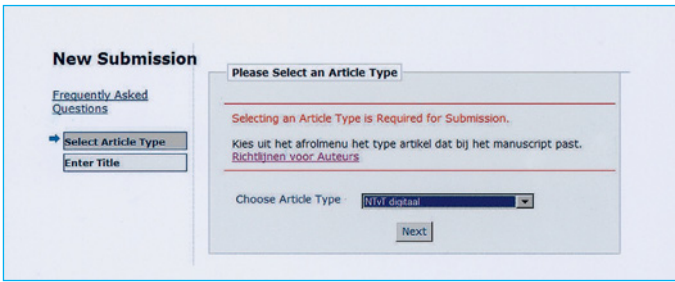 New Submission
Frequently Asked
Questions
Select Article Type
Enter Title
Please Select an Article Type
Selecting an Article Type is Required for Submission.
Kies uit het afrolmenu het type artikel dat bij het manuscript past.
Richtlijnen voor Auteurs
Choose Article Type
NTvT digitaal
Next